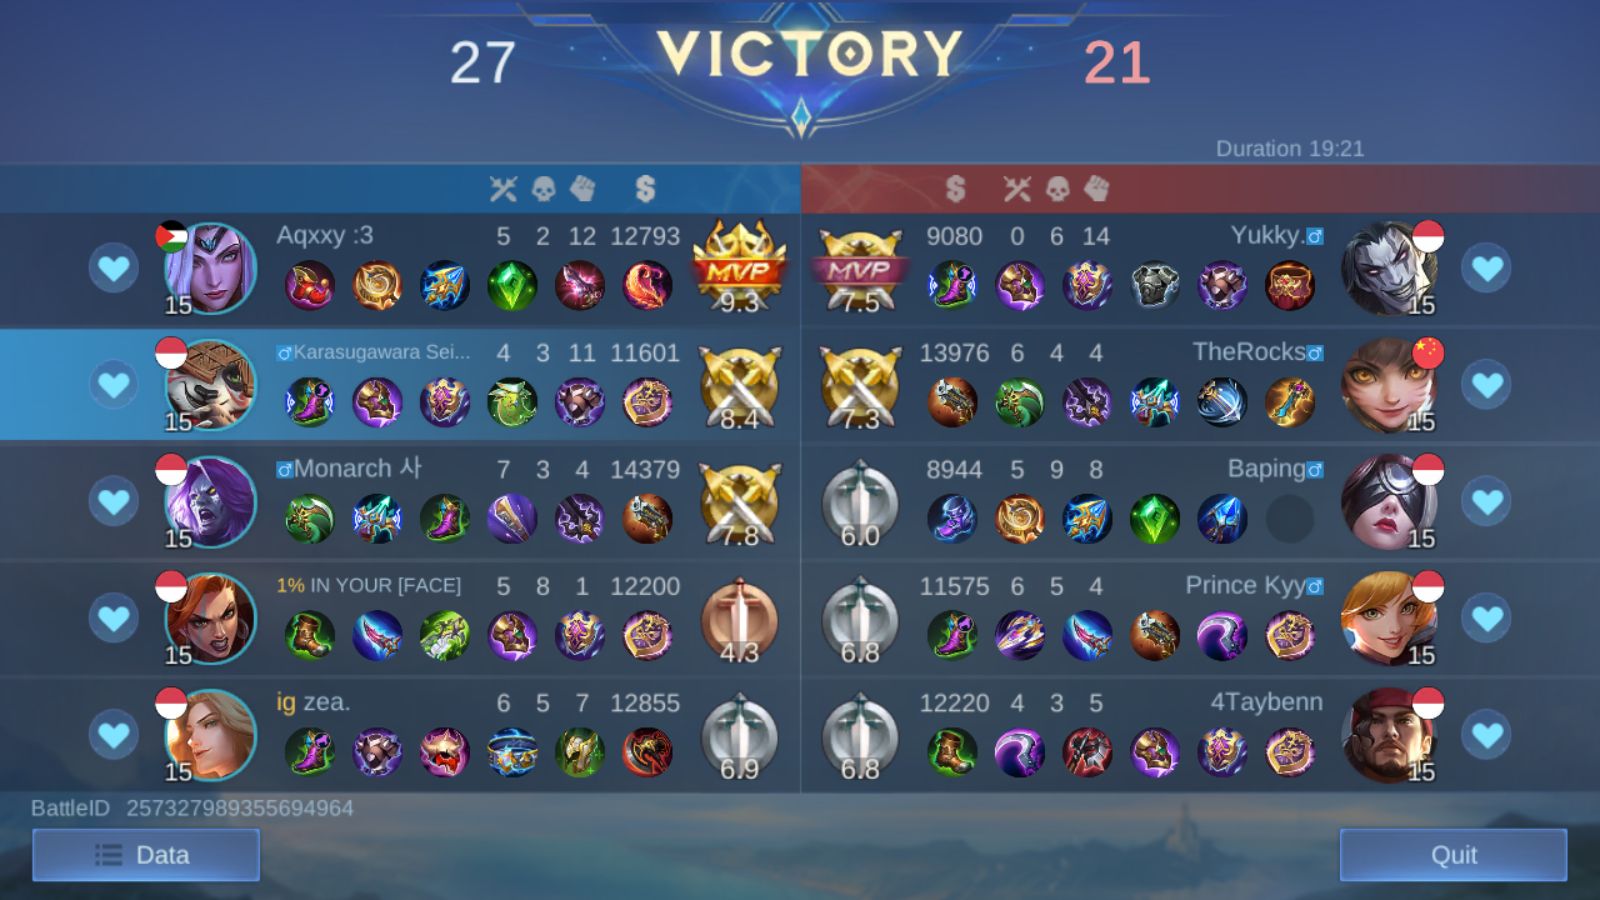 27 VICTORY 21
Duration 19:21
Aqxxy :3 5 2 12 12793 MVP 9.3 15
MVP 7.5 9080 0 6 14 Yukky. 15
Karasugawara Sei... 4 3 11 11601 8.4 15
7.3 13976 6 4 4 TheRocks 15
Monarch 사 7 3 4 14379 7.8 15
6.0 8944 5 9 8 Baping 15
1% IN YOUR [FACE] 5 8 1 12200 4.3 15
6.8 11575 6 5 4 Prince Kyy 15
ig zea. 6 5 7 12855 6.9 15
6.8 12220 4 3 5 4Taybenn 15
BattleID 257327989355694964
Data
Quit